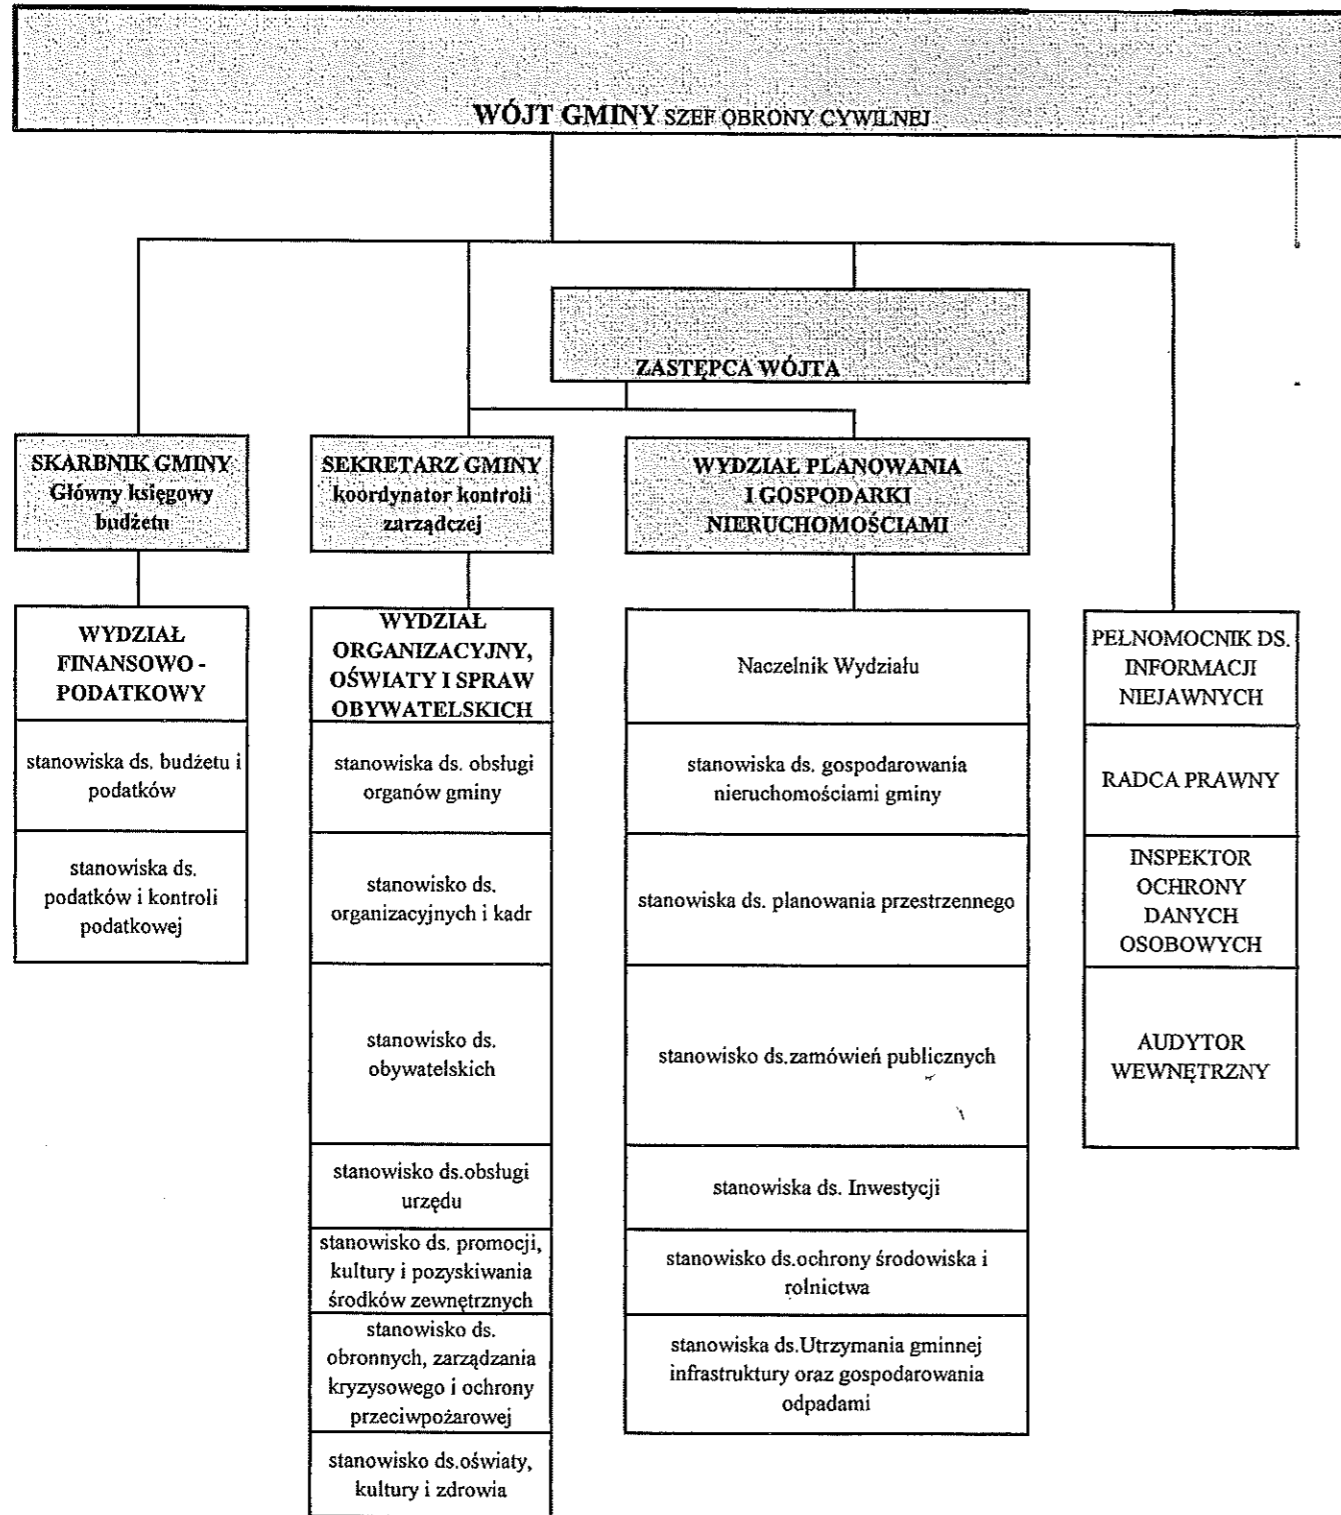 WÓJT GMINY SZEF OBRONY CYWILNEJ
ZASTĘPCA WÓJTA
SKARBNIK GMINY
Główny księgowy
budżetu
SEKRETARZ GMINY
koordynator kontroli
zarządczej
WYDZIAŁ PLANOWANIA
I GOSPODARKI
NIERUCHOMOŚCIAMI
WYDZIAŁ
FINANSOWO -
PODATKOWY
stanowiska ds. budżetu i
podatków
stanowiska ds.
podatków i kontroli
podatkowej
WYDZIAŁ
ORGANIZACYJNY,
OŚWIATY I SPRAW
OBYWATELSKICH
stanowiska ds. obsługi
organów gminy
stanowisko ds.
organizacyjnych i kadr
stanowisko ds.
obywatelskich
stanowisko ds.obsługi
urzędu
stanowisko ds. promocji,
kultury i pozyskiwania
środków zewnętrznych
stanowisko ds.
obronnych, zarządzania
kryzysowego i ochrony
przeciwpożarowej
stanowisko ds.oświaty,
kultury i zdrowia
Naczelnik Wydziału
stanowiska ds. gospodarowania
nieruchomościami gminy
stanowiska ds. planowania przestrzennego
stanowisko ds.zamówień publicznych
stanowiska ds. Inwestycji
stanowisko ds.ochrony środowiska i
rolnictwa
stanowiska ds.Utrzymania gminnej
infrastruktury oraz gospodarowania
odpadami
PEŁNOMOCNIK DS.
INFORMACJI
NIEJAWNYCH
RADCA PRAWNY
INSPEKTOR
OCHRONY
DANYCH
OSOBOWYCH
AUDYTOR
WEWNĘTRZNY